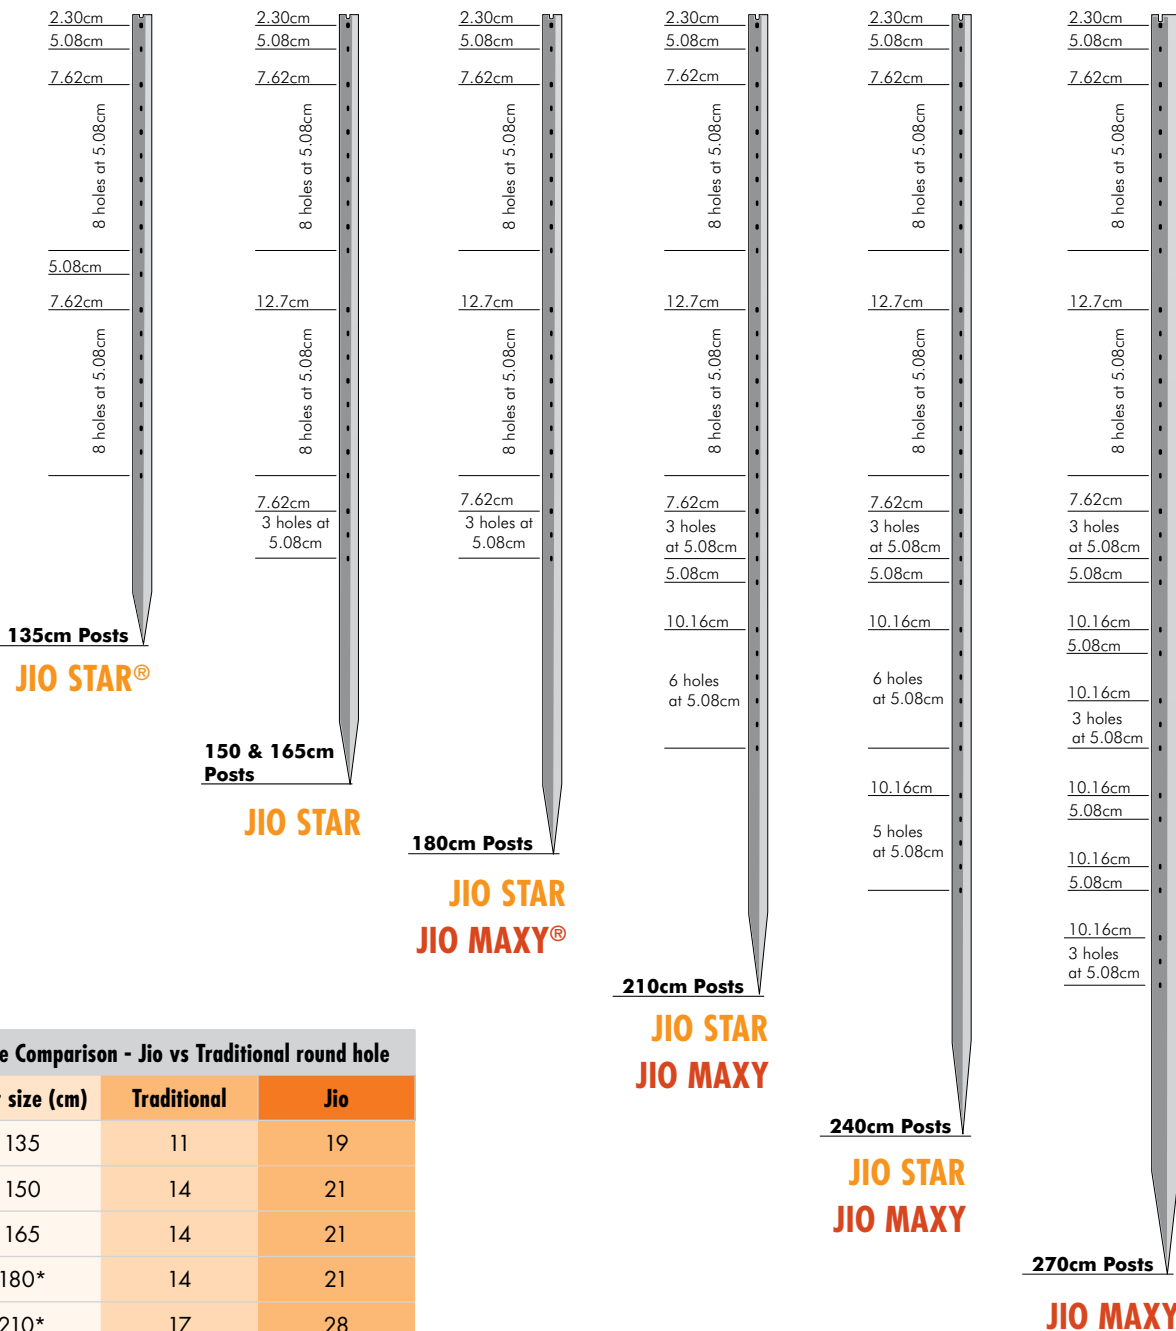 2.30cm
5.08cm
7.62cm
8 holes at 5.08cm
5.08cm
7.62cm
8 holes at 5.08cm
135cm Posts
JIO STAR®
2.30cm
5.08cm
7.62cm
8 holes at 5.08cm
12.7cm
8 holes at 5.08cm
7.62cm
3 holes at
5.08cm
150 & 165cm
Posts
JIO STAR
2.30cm
5.08cm
7.62cm
8 holes at 5.08cm
12.7cm
8 holes at 5.08cm
7.62cm
3 holes at
5.08cm
180cm Posts
JIO STAR
JIO MAXY®
2.30cm
5.08cm
7.62cm
8 holes at 5.08cm
12.7cm
8 holes at 5.08cm
7.62cm
3 holes
at 5.08cm
5.08cm
10.16cm
6 holes
at 5.08cm
210cm Posts
JIO STAR
JIO MAXY
2.30cm
5.08cm
7.62cm
8 holes at 5.08cm
12.7cm
8 holes at 5.08cm
7.62cm
3 holes
at 5.08cm
5.08cm
10.16cm
6 holes
at 5.08cm
10.16cm
5 holes
at 5.08cm
240cm Posts
JIO STAR
JIO MAXY
2.30cm
5.08cm
7.62cm
8 holes at 5.08cm
12.7cm
8 holes at 5.08cm
7.62cm
3 holes
at 5.08cm
5.08cm
10.16cm
5.08cm
10.16cm
3 holes
at 5.08cm
10.16cm
5.08cm
10.16cm
5.08cm
10.16cm
3 holes
at 5.08cm
270cm Posts
JIO MAXY
Comparison - Jio vs Traditional round hole
size (cm) Traditional Jio
135 11 19
150 14 21
165 14 21
180* 14 21
210* 17 28